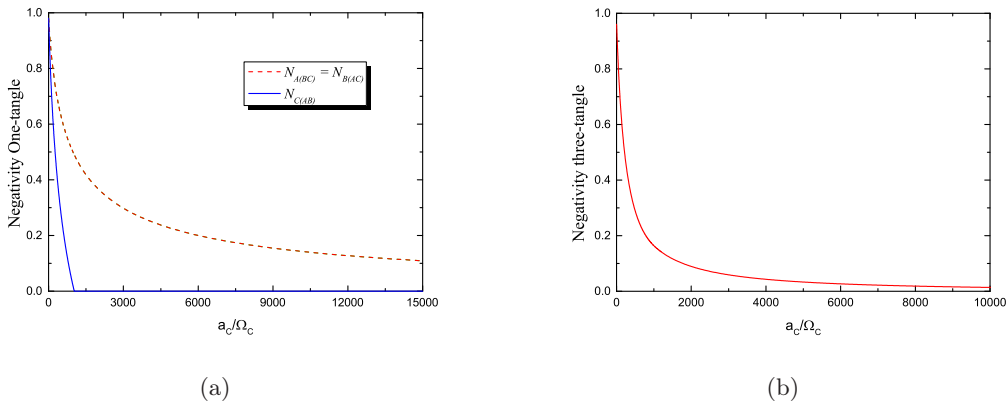 1.0
0.8
0.6
0.4
0.2
0.0
Negativity One-tangle
N_{A(BC)} = N_{B(AC)}
N_{C(AB)}
0 3000 6000 9000 12000 15000
a_C/Ω_C
(a)
1.0
0.8
0.6
0.4
0.2
0.0
Negativity three-tangle
0 2000 4000 6000 8000 10000
a_C/Ω_C
(b)